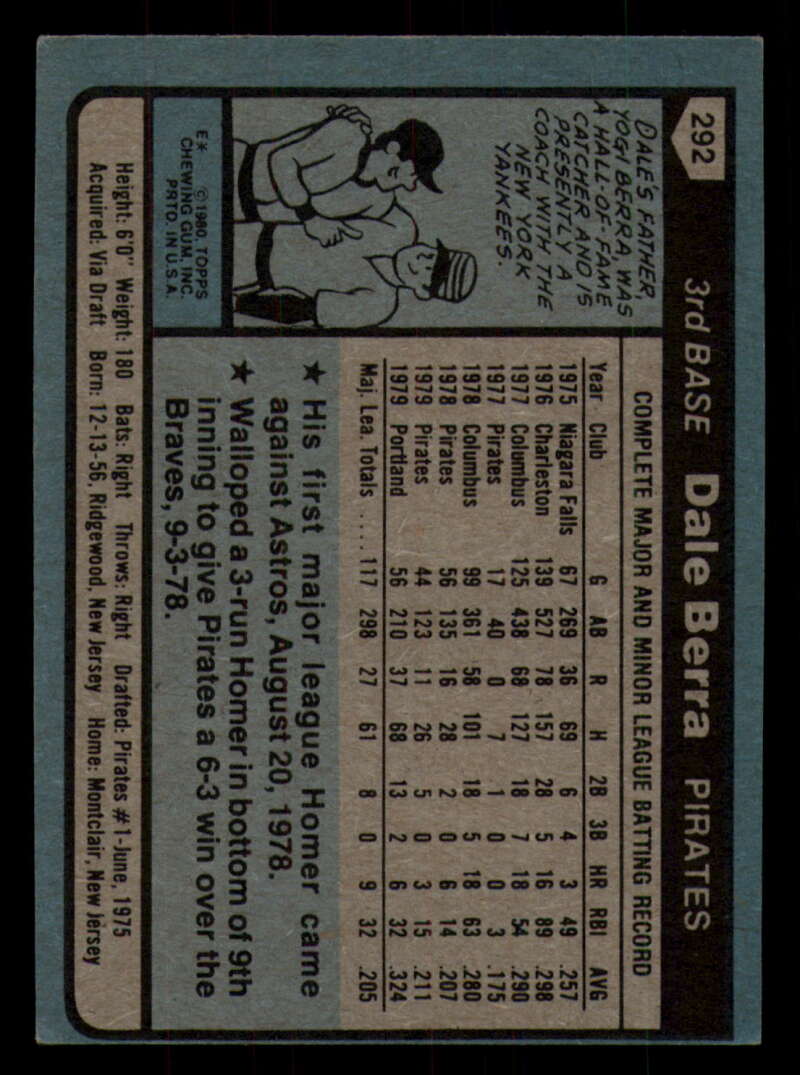 292 3rd BASE Dale Berra PIRATES
DALE'S FATHER,
YOGI BERRA, WAS
A HALL-OF-FAME
CATCHER AND IS
PRESENTLY A
COACH WITH THE
NEW YORK
YANKEES.
E* ©1980 TOPPS
CHEWING GUM, INC.
PRTD. IN U.S.A.
COMPLETE MAJOR AND MINOR LEAGUE BATTING RECORD
Year Club G AB R H 2B 3B HR RBI AVG
1975 Niagara Falls 67 269 36 69 6 4 3 49 .257
1976 Charleston 139 527 78 157 28 5 16 89 .298
1977 Columbus 125 438 68 127 18 7 18 54 .290
1977 Pirates 17 40 0 7 1 0 0 3 .175
1978 Columbus 99 361 58 101 18 5 18 63 .280
1978 Pirates 56 135 16 28 2 0 6 14 .207
1979 Pirates 44 123 11 26 5 0 3 15 .211
1979 Portland 56 210 37 68 13 2 6 32 .324
Maj. Lea. Totals .... 117 298 27 61 8 0 9 32 .205
★ His first major league Homer came
against Astros, August 20, 1978.
★ Walloped a 3-run Homer in bottom of 9th
inning to give Pirates a 6-3 win over the
Braves, 9-3-78.
Height: 6'0" Weight: 180 Bats: Right Throws: Right Drafted: Pirates #1-June, 1975
Acquired: Via Draft Born: 12-13-56, Ridgewood, New Jersey Home: Montclair, New Jersey